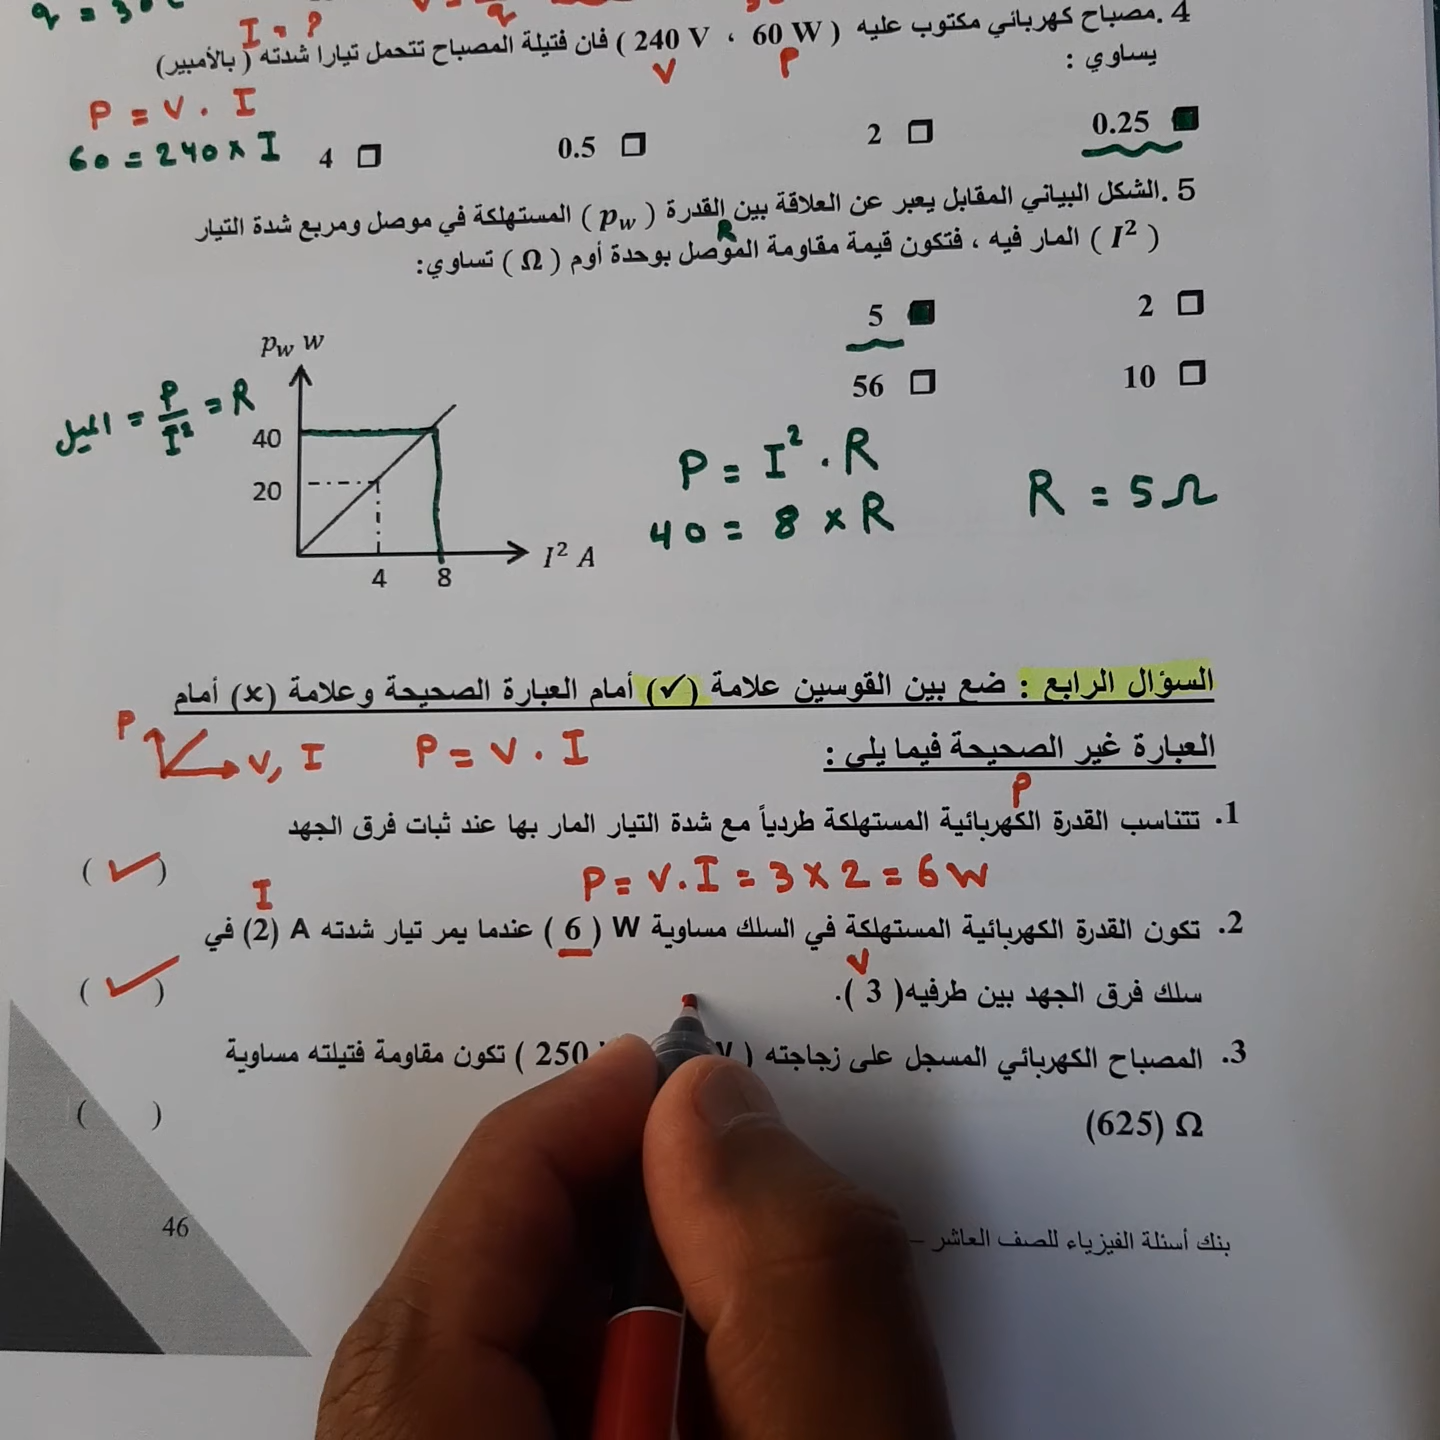 I = ?
4. مصباح كهربائي مكتوب عليه ( 240 V ، 60 W ) فان فتيلة المصباح تتحمل تيارا شدته ( بالأمبير)
يساوي :
V P
P = V . I
60 = 240 × I
0.25 2 0.5 4
5. الشكل البياني المقابل يعبر عن العلاقة بين القدرة ( pw ) المستهلكة في موصل ومربع شدة التيار
R
( I² ) المار فيه ، فتكون قيمة مقاومة الموصل بوحدة أوم ( Ω ) تساوي:
2 5
10 56
pw w
الميل = P/I² = R
40
20
4 8
I² A
P = I² . R
40 = 8 × R
R = 5 Ω
السؤال الرابع : ضع بين القوسين علامة (✓) أمام العبارة الصحيحة وعلامة (×) أمام
العبارة غير الصحيحة فيما يلي :
P
V, I
P = V . I
P
1. تتناسب القدرة الكهربائية المستهلكة طردياً مع شدة التيار المار بها عند ثبات فرق الجهد
( ✓ )
P = V . I = 3 × 2 = 6 W
I
2. تكون القدرة الكهربائية المستهلكة في السلك مساوية W ( 6 ) عندما يمر تيار شدته A (2) في
V
سلك فرق الجهد بين طرفيه( 3 ).
( ✓ )
3. المصباح الكهربائي المسجل على زجاجته ( 250 ) تكون مقاومة فتيلته مساوية
(625) Ω
( )
بنك أسئلة الفيزياء للصف العاشر –
46